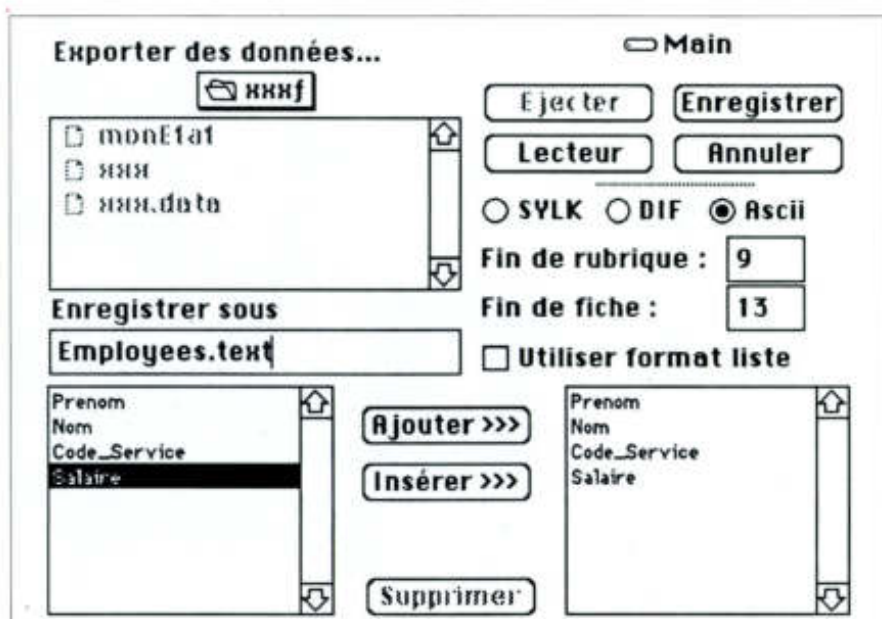 Exporter des données...
xxxf
monEtat
xxx
xxx.data
Enregistrer sous
Employees.text
Main
Ejecter
Enregistrer
Lecteur
Annuler
SYLK
DIF
Ascii
Fin de rubrique :
9
Fin de fiche :
13
Utiliser format liste
Prenom
Nom
Code_Service
Salaire
Ajouter >>>
Insérer >>>
Supprimer
Prenom
Nom
Code_Service
Salaire